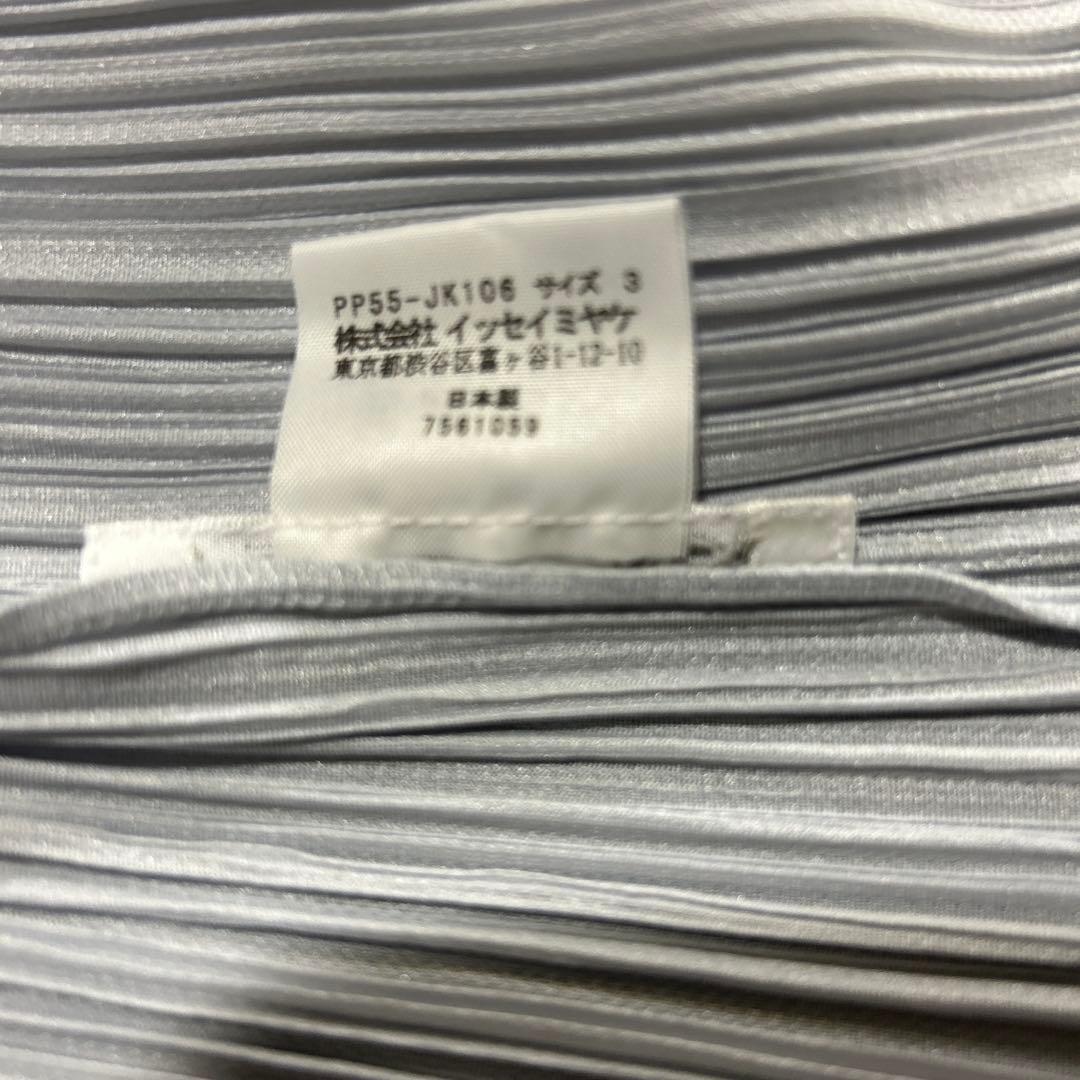 PP55-JK106 サイズ 3
株式会社 イッセイミヤケ
東京都渋谷区富ヶ谷1-12-10
日本製
7561059